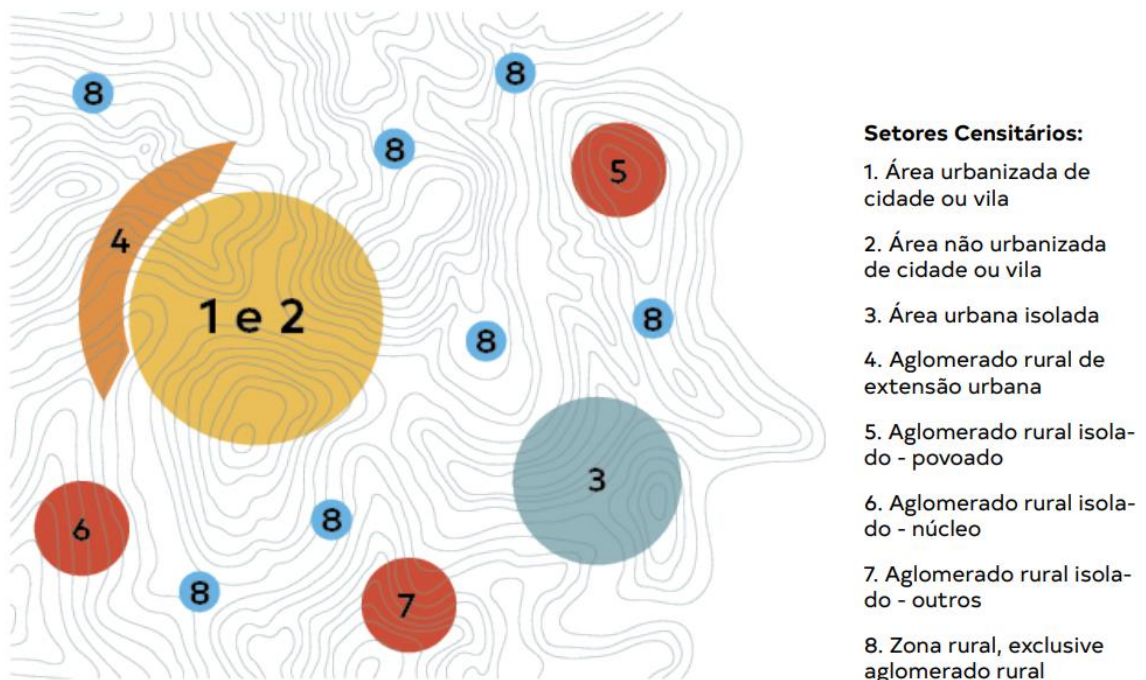 8
8
8
5
4
1 e 2
8
8
3
6
8
8
7
Setores Censitários:
1. Área urbanizada de
cidade ou vila
2. Área não urbanizada
de cidade ou vila
3. Área urbana isolada
4. Aglomerado rural de
extensão urbana
5. Aglomerado rural isola-
do - povoado
6. Aglomerado rural isola-
do - núcleo
7. Aglomerado rural isola-
do - outros
8. Zona rural, exclusive
aglomerado rural